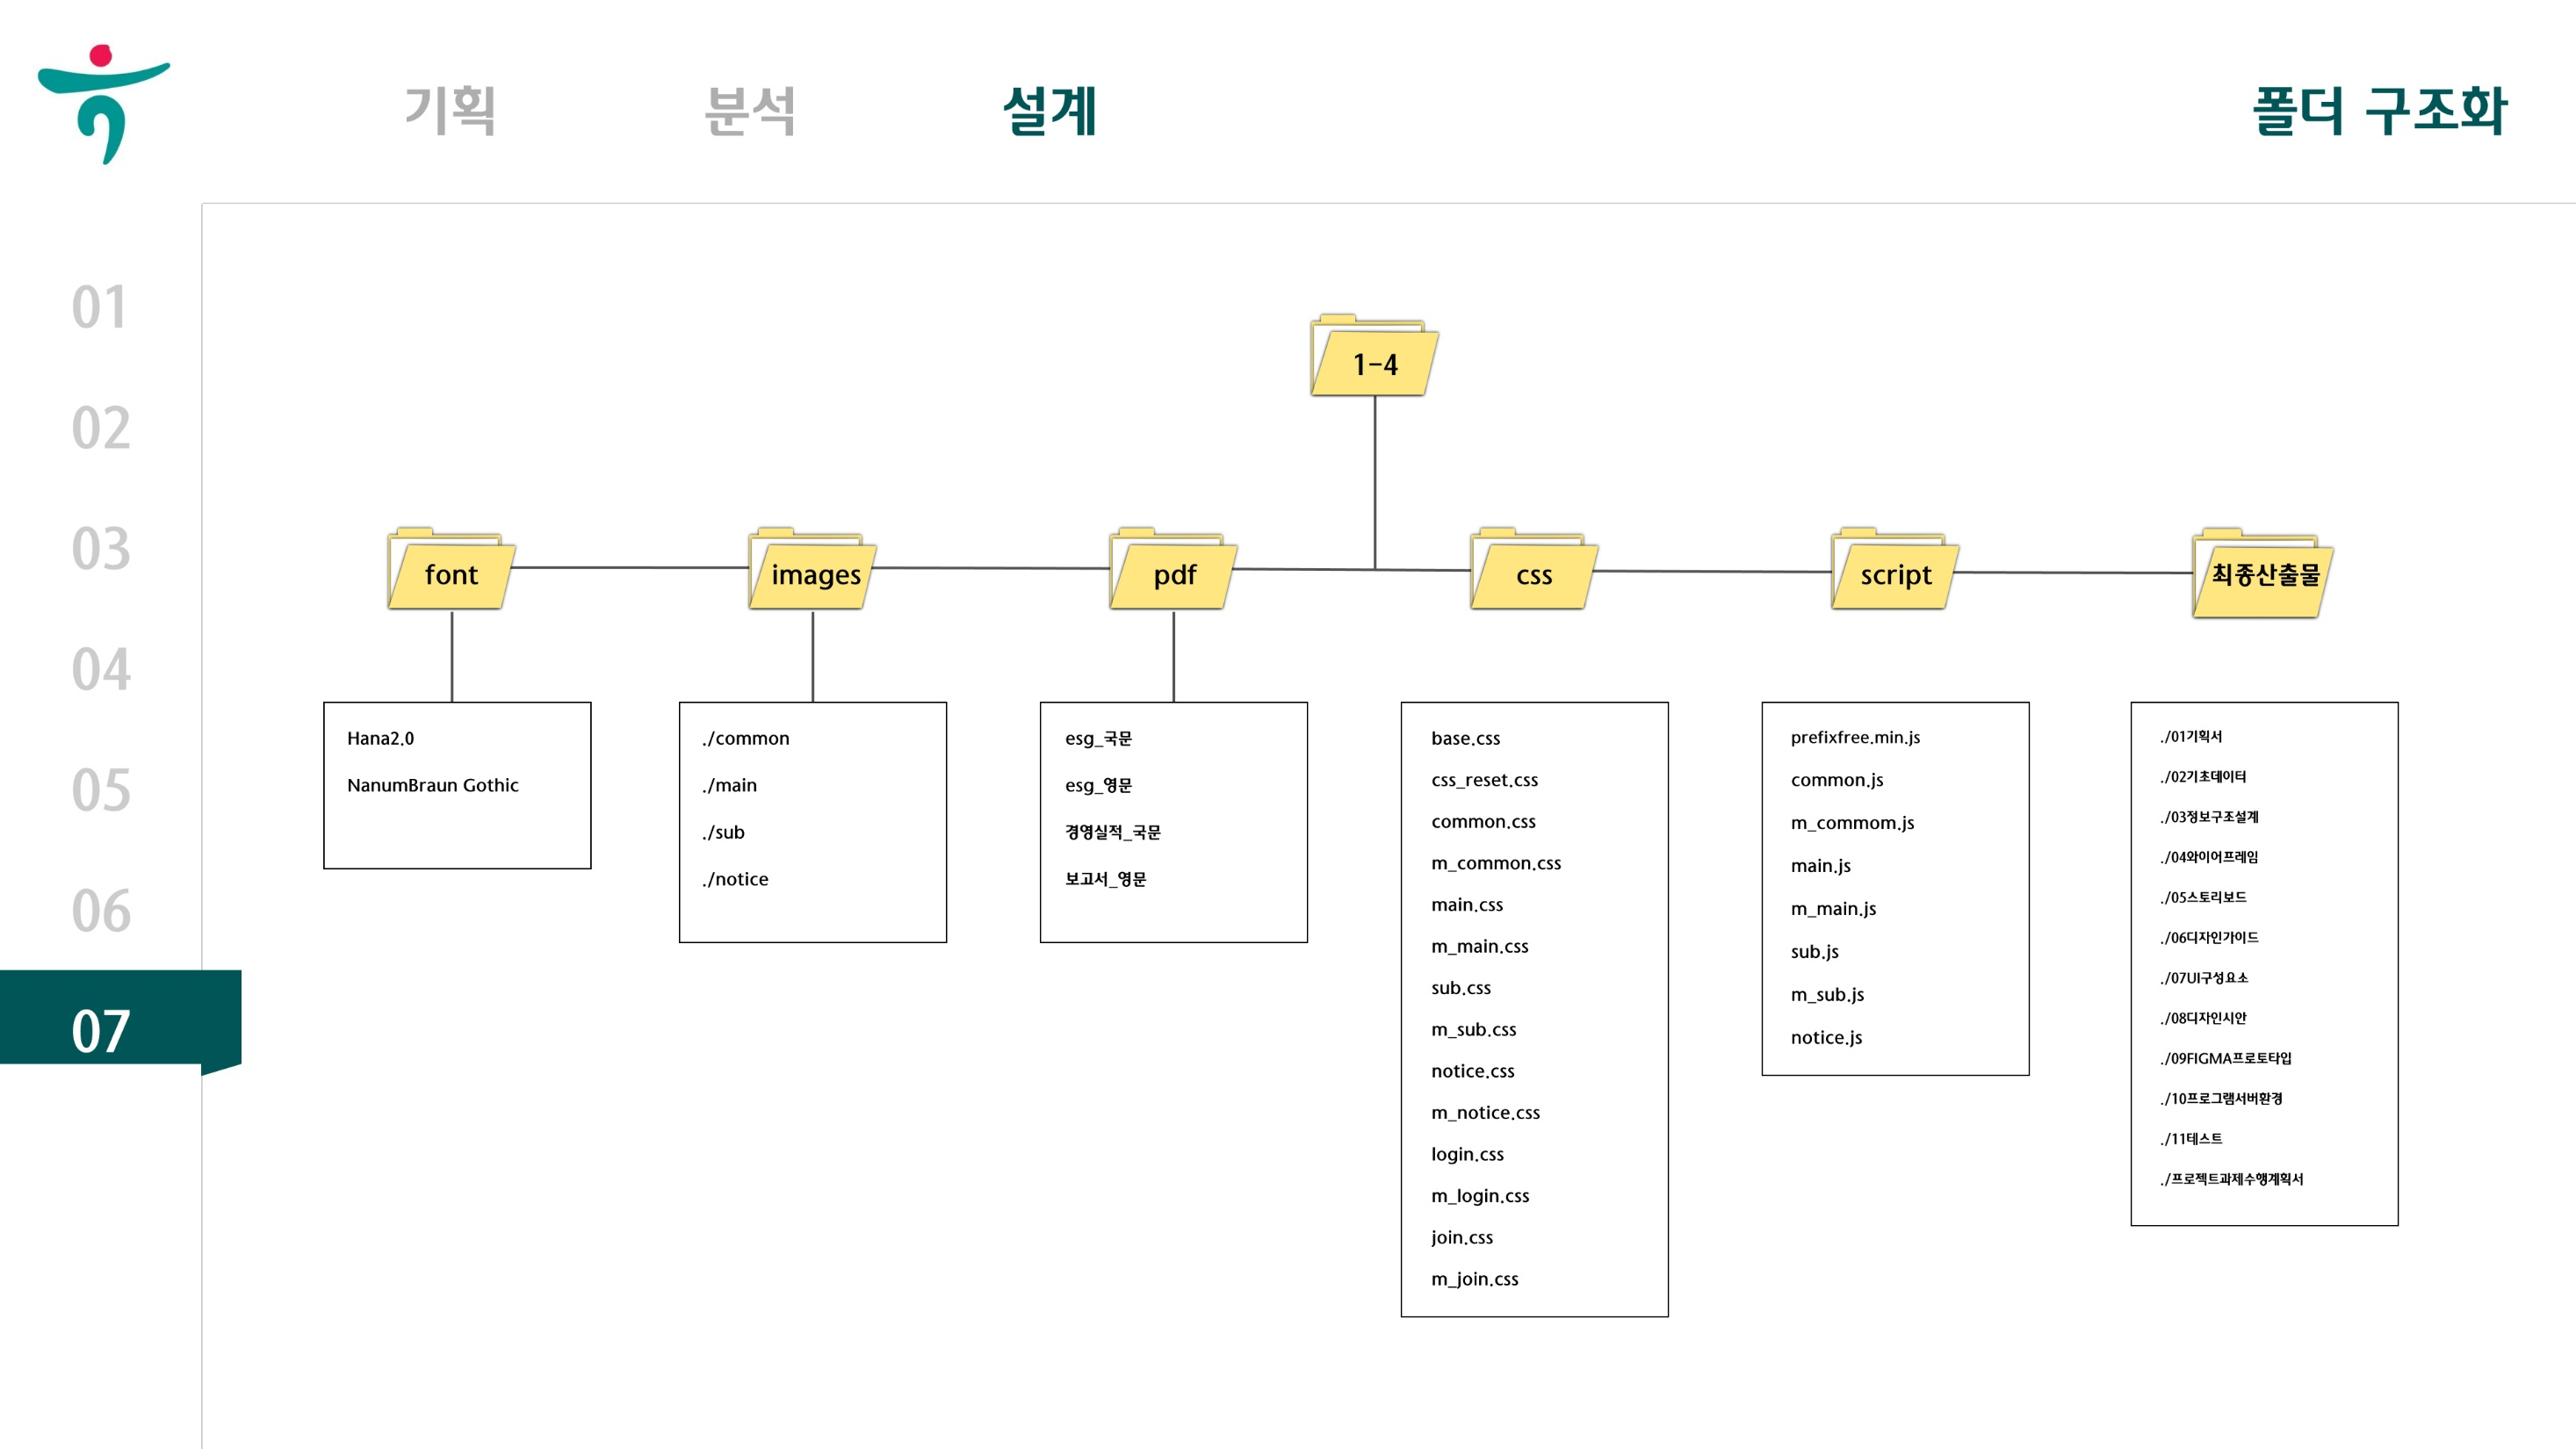 기획
분석
설계
폴더 구조화
01
02
03
04
05
06
07
1-4
font
images
pdf
css
script
최종산출물
Hana2.0
NanumBraun Gothic
./common
./main
./sub
./notice
esg_국문
esg_영문
경영실적_국문
보고서_영문
base.css
css_reset.css
common.css
m_common.css
main.css
m_main.css
sub.css
m_sub.css
notice.css
m_notice.css
login.css
m_login.css
join.css
m_join.css
prefixfree.min.js
common.js
m_commom.js
main.js
m_main.js
sub.js
m_sub.js
notice.js
./01기획서
./02기초데이터
./03정보구조설계
./04와이어프레임
./05스토리보드
./06디자인가이드
./07UI구성요소
./08디자인시안
./09FIGMA프로토타입
./10프로그램서버환경
./11테스트
./프로젝트과제수행계획서